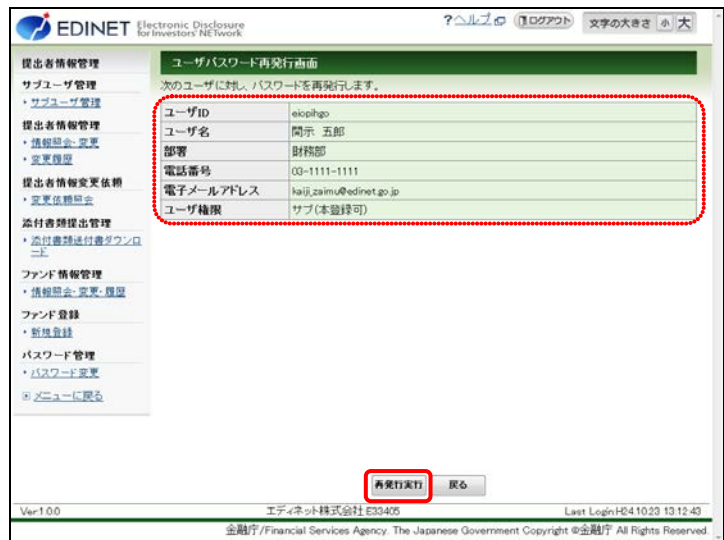 EDINET Electronic Disclosure for Investors' NETwork
?ヘルプ ログアウト 文字の大きさ 小 大
提出者情報管理
サブユーザ管理
・サブユーザ管理
提出者情報管理
・情報照会・変更
・変更履歴
提出者情報変更依頼
・変更依頼照会
添付書類提出管理
・添付書類送付書ダウンロ
ード
ファンド情報管理
・情報照会・変更・履歴
ファンド登録
・新規登録
パスワード管理
・パスワード変更
メニューに戻る
ユーザパスワード再発行画面
次のユーザに対し、パスワードを再発行します。
ユーザID eiopihgo
ユーザ名 開示 五郎
部署 財務部
電話番号 03-1111-1111
電子メールアドレス kaiji_zaimu@edinet.go.jp
ユーザ権限 サブ(本登録可)
再発行実行 戻る
Ver.1.0.0 エディネット株式会社 E33405 Last Login:H24.10.23 13:12:43
金融庁/Financial Services Agency. The Japanese Government Copyright ©金融庁 All Rights Reserved.